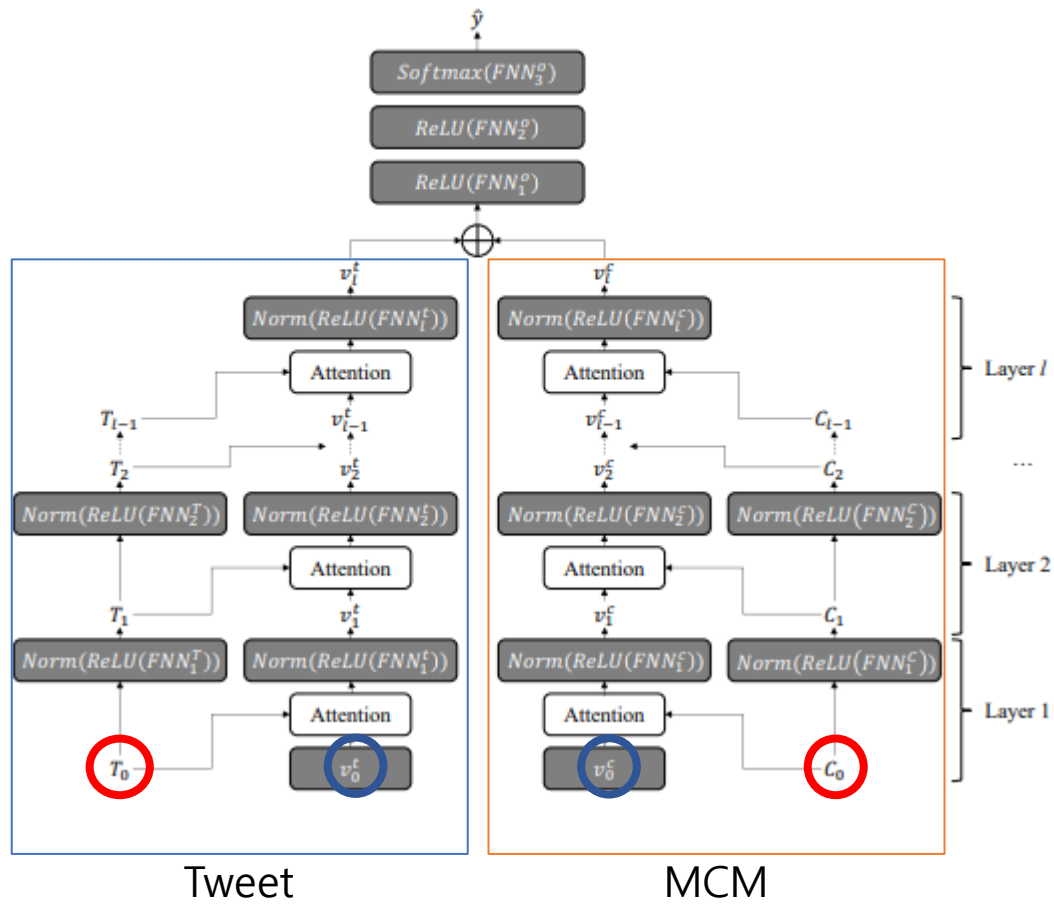 ŷ
Softmax(FNN₃ᵒ)
ReLU(FNN₂ᵒ)
ReLU(FNN₁ᵒ)
vₗᵗ vₗᶜ
Norm(ReLU(FNNₗᵗ)) Norm(ReLU(FNNₗᶜ))
Attention Attention Layer l
Tₗ₋₁ vₗ₋₁ᵗ vₗ₋₁ᶜ Cₗ₋₁
T₂ v₂ᵗ v₂ᶜ C₂ ...
Norm(ReLU(FNN₂ᵀ)) Norm(ReLU(FNN₂ᵗ)) Norm(ReLU(FNN₂ᶜ)) Norm(ReLU(FNN₂ᶜ))
Attention Attention Layer 2
T₁ v₁ᵗ v₁ᶜ C₁
Norm(ReLU(FNN₁ᵀ)) Norm(ReLU(FNN₁ᵗ)) Norm(ReLU(FNN₁ᶜ)) Norm(ReLU(FNN₁ᶜ))
Attention Attention Layer 1
T₀ v₀ᵗ v₀ᶜ C₀
Tweet MCM